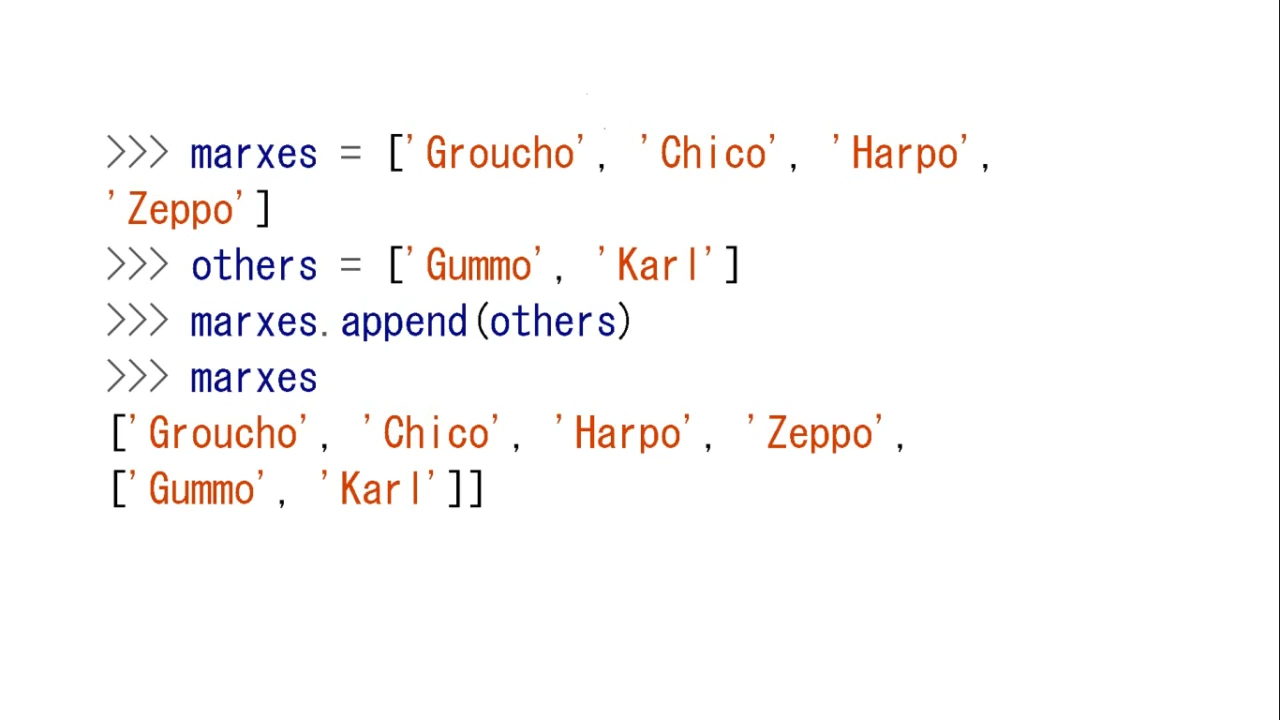 >>> marxes = ['Groucho', 'Chico', 'Harpo',
'Zeppo']
>>> others = ['Gummo', 'Karl']
>>> marxes.append(others)
>>> marxes
['Groucho', 'Chico', 'Harpo', 'Zeppo',
['Gummo', 'Karl']]